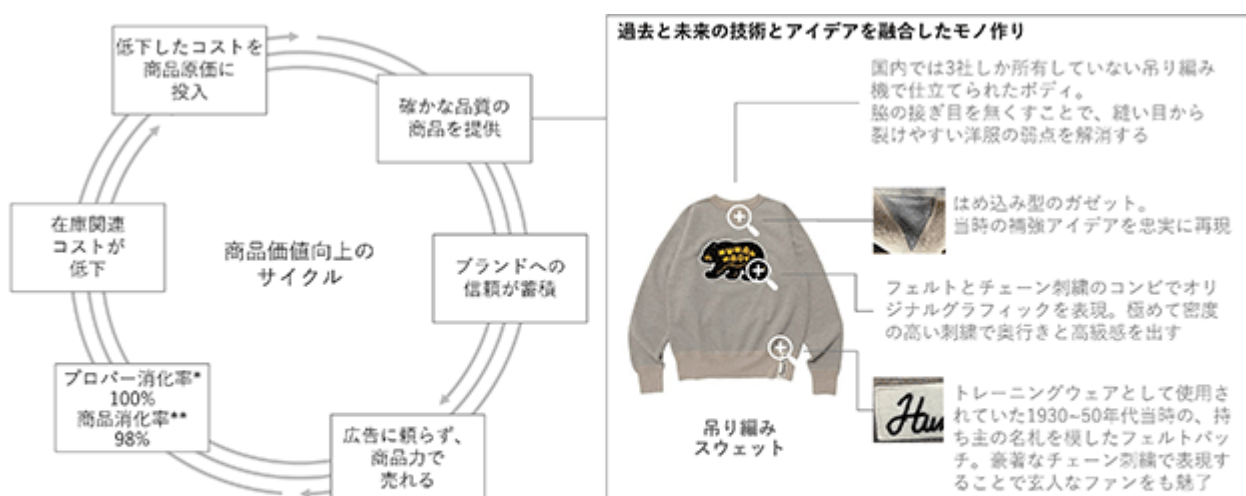 低下したコストを
商品原価に
投入
確かな品質の
商品を提供
ブランドへの
信頼が蓄積
広告に頼らず、
商品力で
売れる
プロパー消化率*
100%
商品消化率**
98%
在庫関連
コストが
低下
商品価値向上の
サイクル
過去と未来の技術とアイデアを融合したモノ作り
国内では3社しか所有していない吊り編み
機で仕立てられたボディ。
脇の接ぎ目を無くすことで、縫い目から
裂けやすい洋服の弱点を解消する
はめ込み型のガゼット。
当時の補強アイデアを忠実に再現
フェルトとチェーン刺繍のコンビでオリ
ジナルグラフィックを表現。極めて密度
の高い刺繍で奥行きと高級感を出す
トレーニングウェアとして使用さ
れていた1930~50年代当時の、持
ち主の名札を模したフェルトパッ
チ。豪著なチェーン刺繍で表現す
ることで玄人なファンをも魅了
吊り編み
スウェット